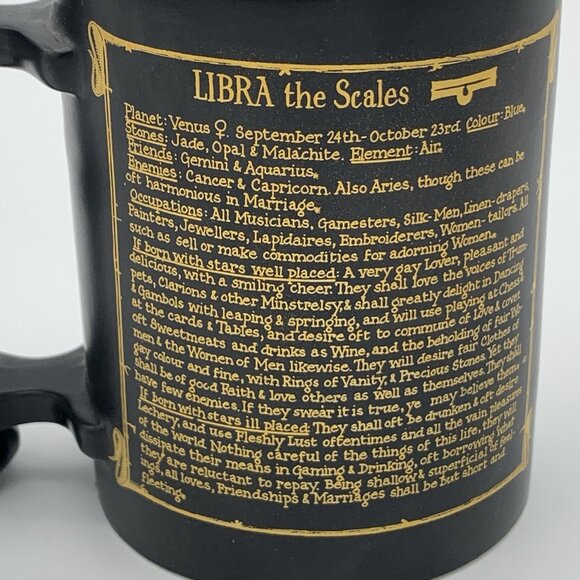 LIBRA the Scales
Planet: Venus ♀. September 24th-October 23rd. Colour: Blue.
Stones: Jade, Opal & Malachite. Element: Air.
Friends: Gemini & Aquarius.
Enemies: Cancer & Capricorn. Also Aries, though these can be
oft harmonious in Marriage.
Occupations: All Musicians, Gamesters, Silk-Men, Linen-drapers,
Painters, Jewellers, Lapidaires, Embroiderers, Women-tailors. All
such as sell or make commodities for adorning Women.
If born with stars well placed: A very gay Lover, pleasant and
delicious, with a smiling cheer. They shall love the voices of Trum-
pets, Clarions & other Minstrelsy, & shall greatly delight in Dancing
& Gambols with leaping & springing, and will use playing at Chess &
at the cards & Tables, and desire oft to commune of Love & covet
oft Sweetmeats and drinks as Wine, and the beholding of fair Wo-
men & the Women of Men likewise. They will desire fair Clothes of
gay colour and fine, with Rings of Vanity, & Precious Stones. Yet they
shall be of good Faith & love others as well as themselves. They shall
have few enemies. If they swear it is true, ye may believe them.
If born with stars ill placed: They shall oft be drunken & oft desire
Lechery, and use Fleshly Lust oftentimes and all the vain pleasures
of the world. Nothing careful of the things of this life, they will
dissipate their means in Gaming & Drinking, oft borrowing what
they are reluctant to repay. Being shallow & superficial of feel-
ings, all loves, Friendships & Marriages shall be but short and
fleeting.